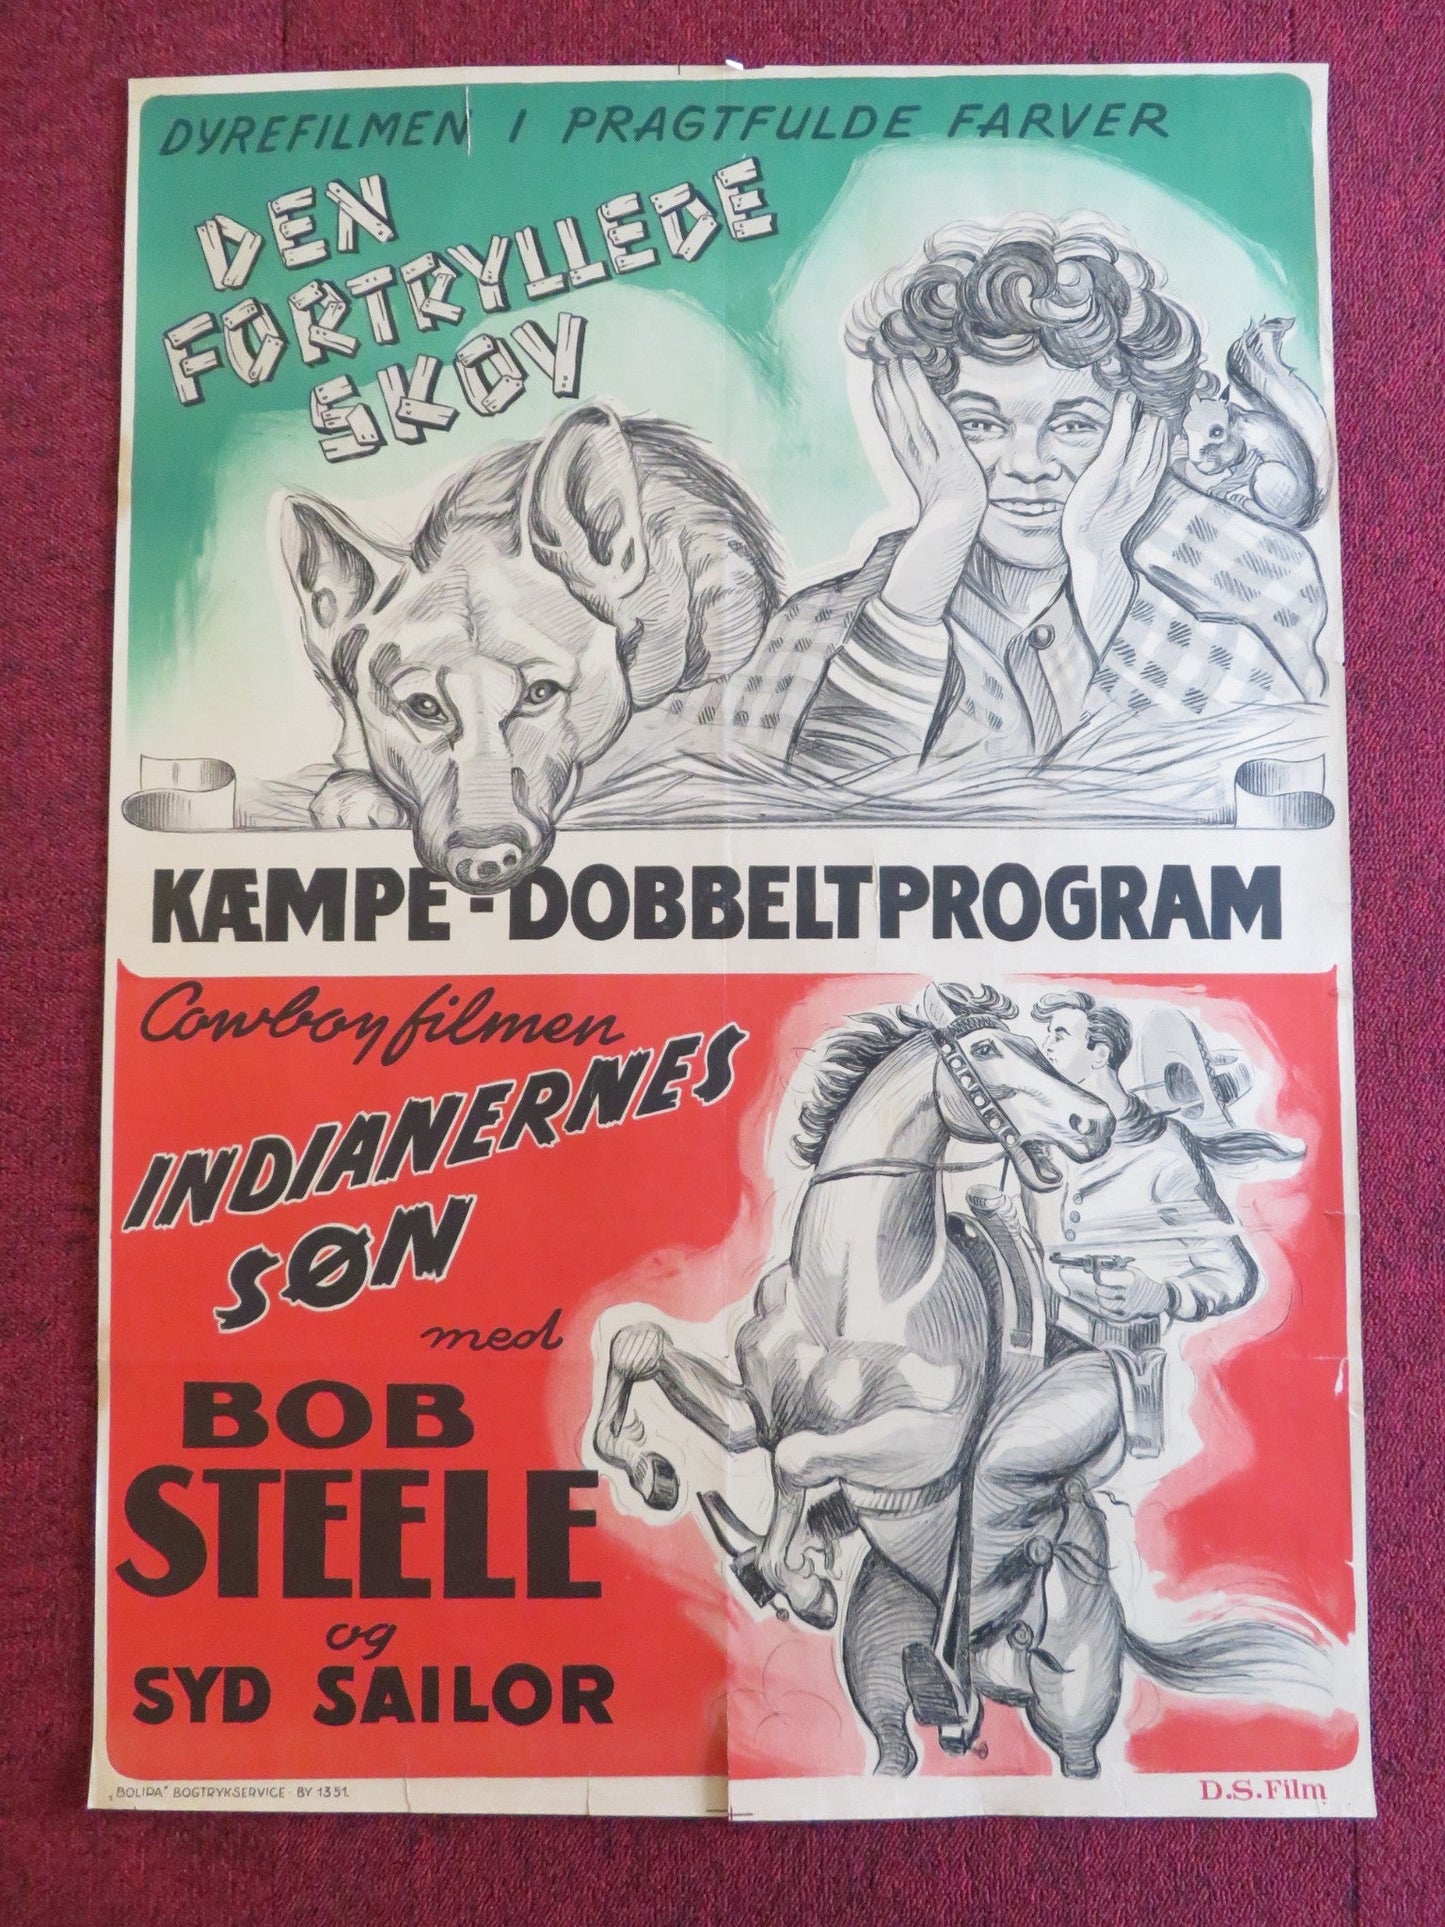 DYREFILMEN I PRAGTFULDE FARVER
DEN
FORTRYLLEDE
SKOV
KÆMPE-DOBBELTPROGRAM
Cowboyfilmen
INDIANERNES
SØN
med
BOB
STEELE
og
SYD SAILOR
„BOLIDA” BOGTRYKSERVICE · BY 1351
D.S.Film